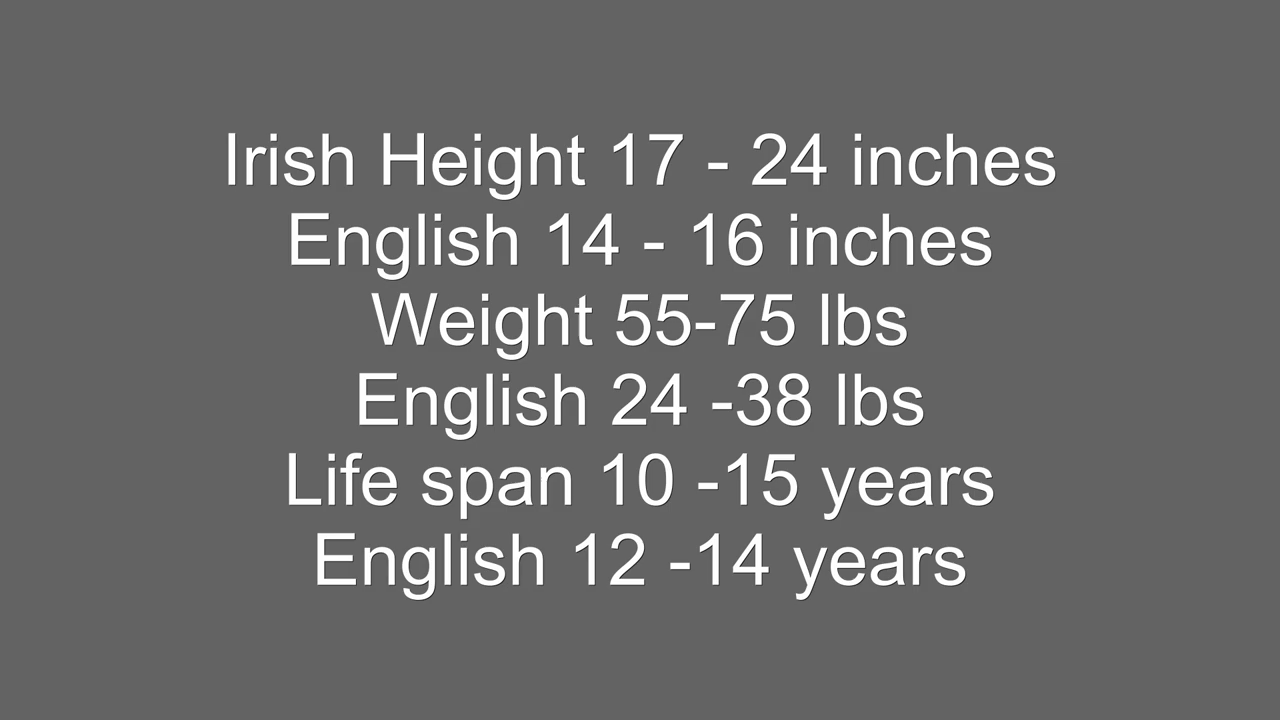 Irish Height 17 - 24 inches
English 14 - 16 inches
Weight 55-75 lbs
English 24 -38 lbs
Life span 10 -15 years
English 12 -14 years